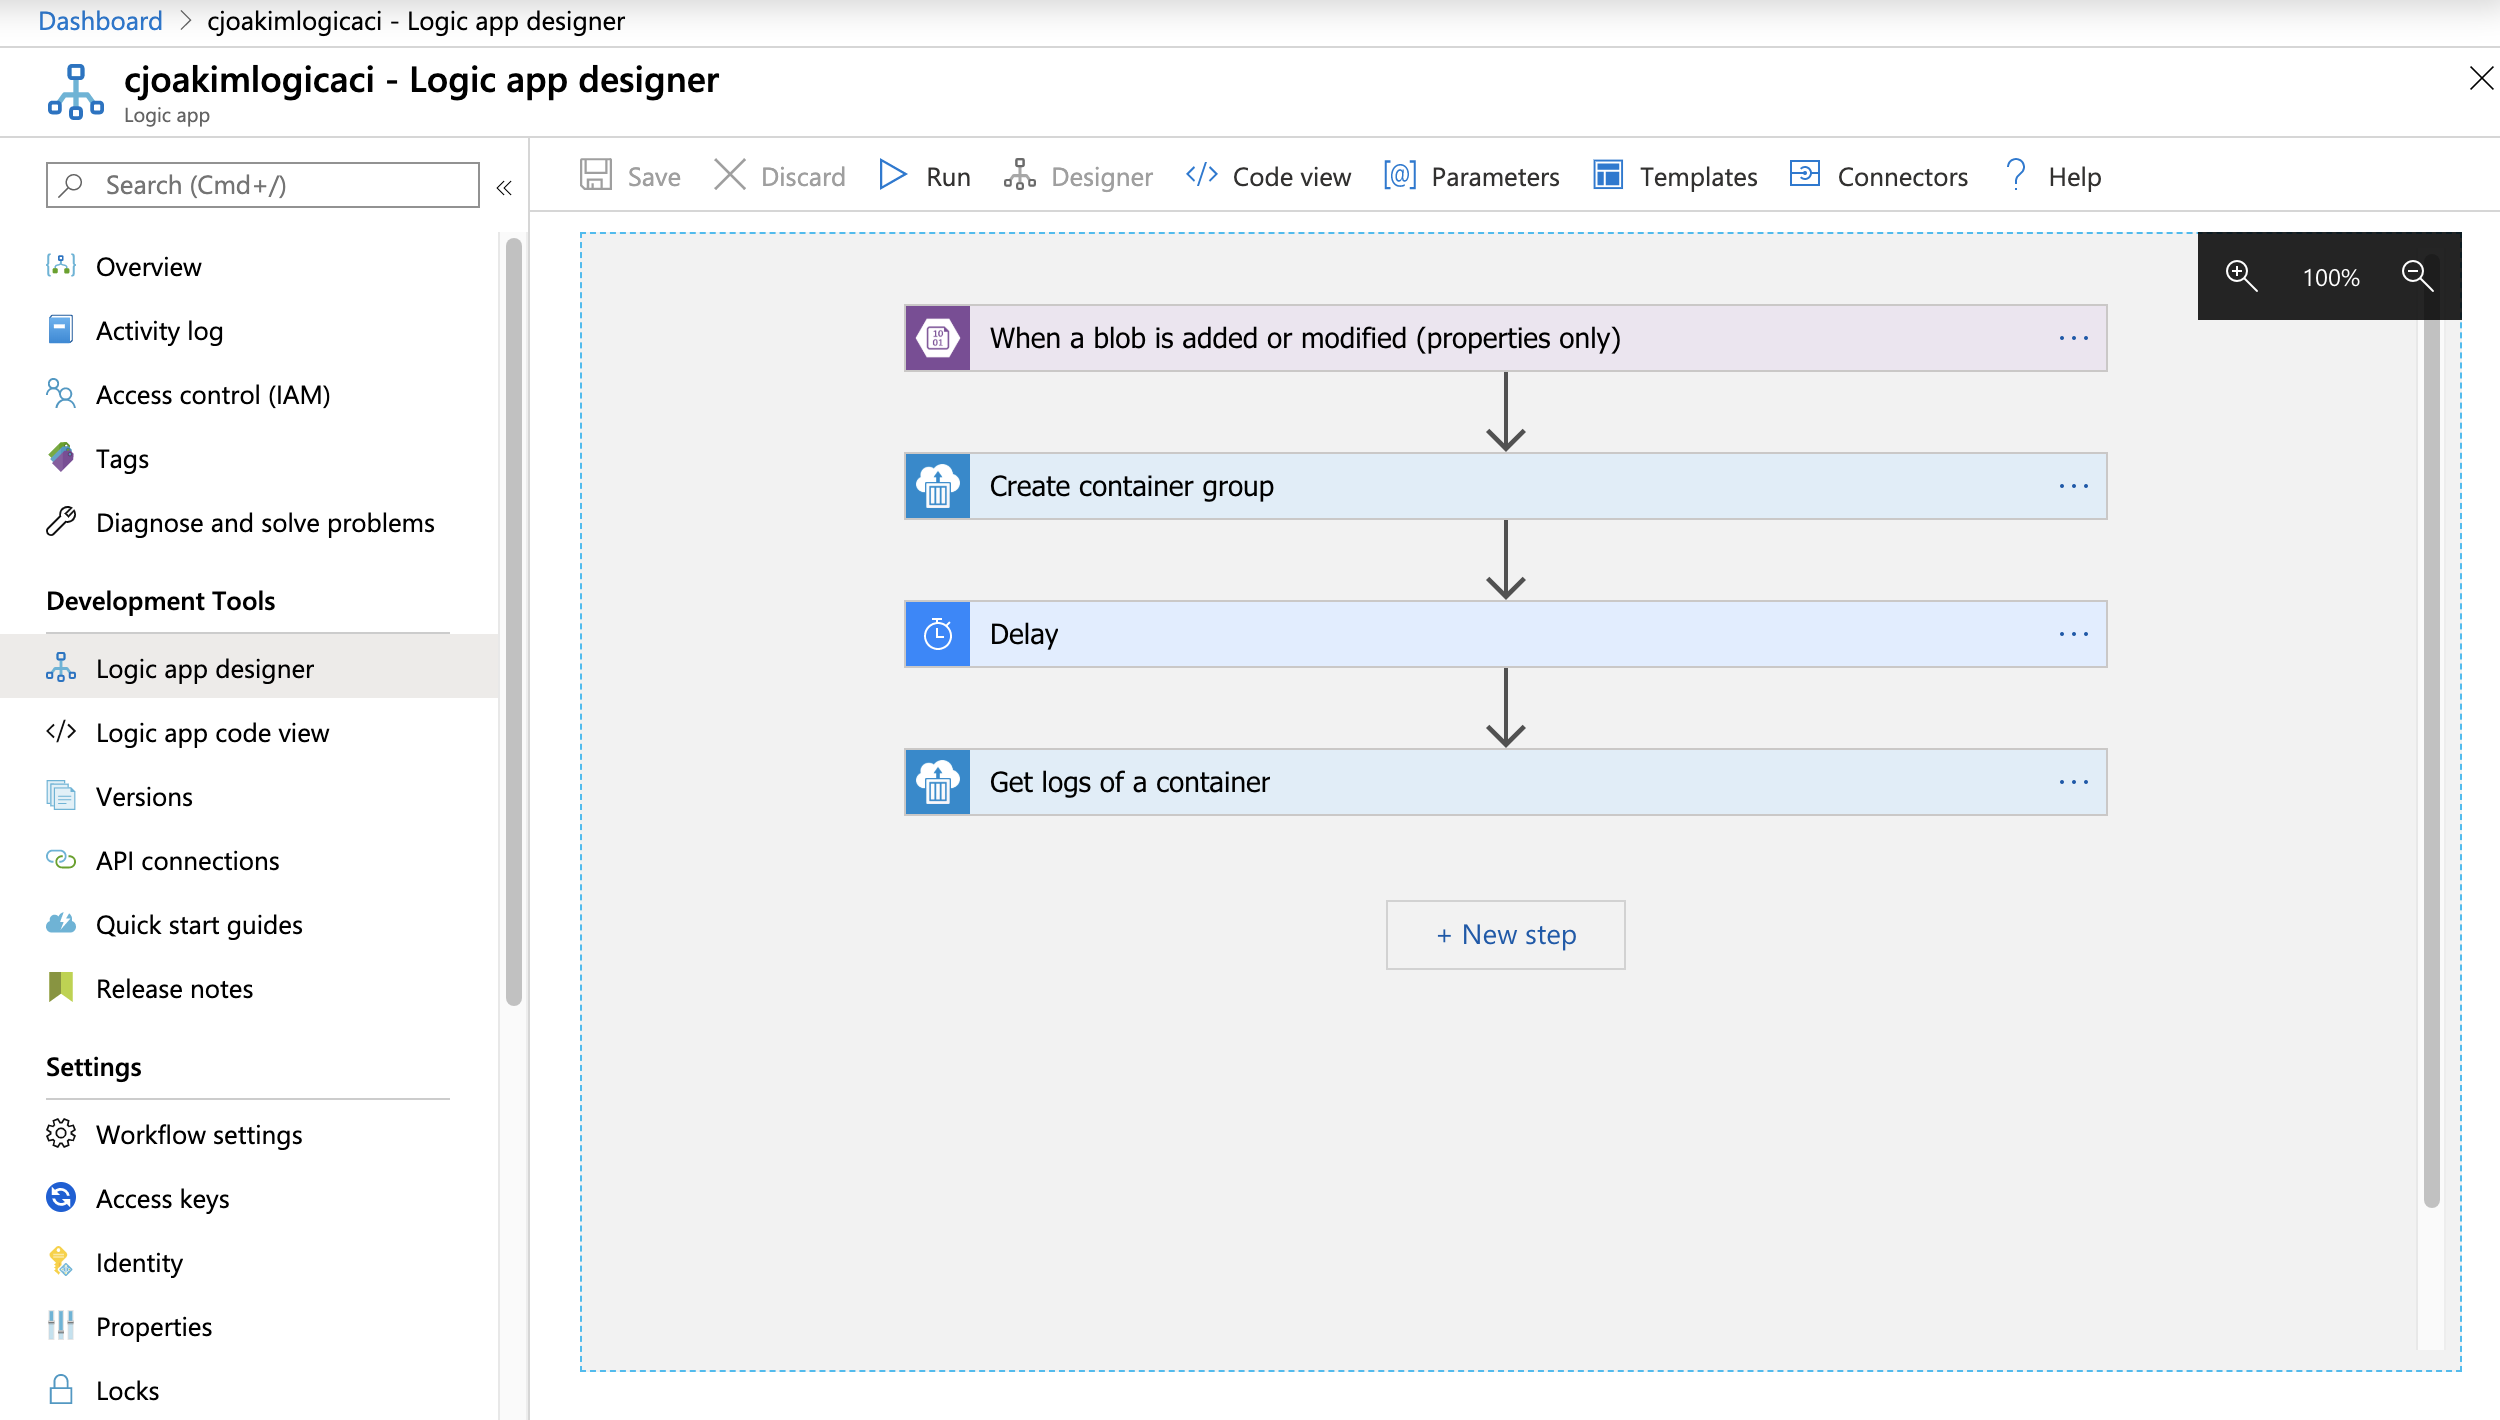 Dashboard > cjoakimlogicaci - Logic app designer
cjoakimlogicaci - Logic app designer
Logic app
Search (Cmd+/)
«
Save Discard Run Designer </> Code view [@] Parameters Templates Connectors ? Help
Overview
Activity log
Access control (IAM)
Tags
Diagnose and solve problems
Development Tools
Logic app designer
</> Logic app code view
Versions
API connections
Quick start guides
Release notes
Settings
Workflow settings
Access keys
Identity
Properties
Locks
100%
10
01
When a blob is added or modified (properties only) ...
Create container group ...
Delay ...
Get logs of a container ...
+ New step